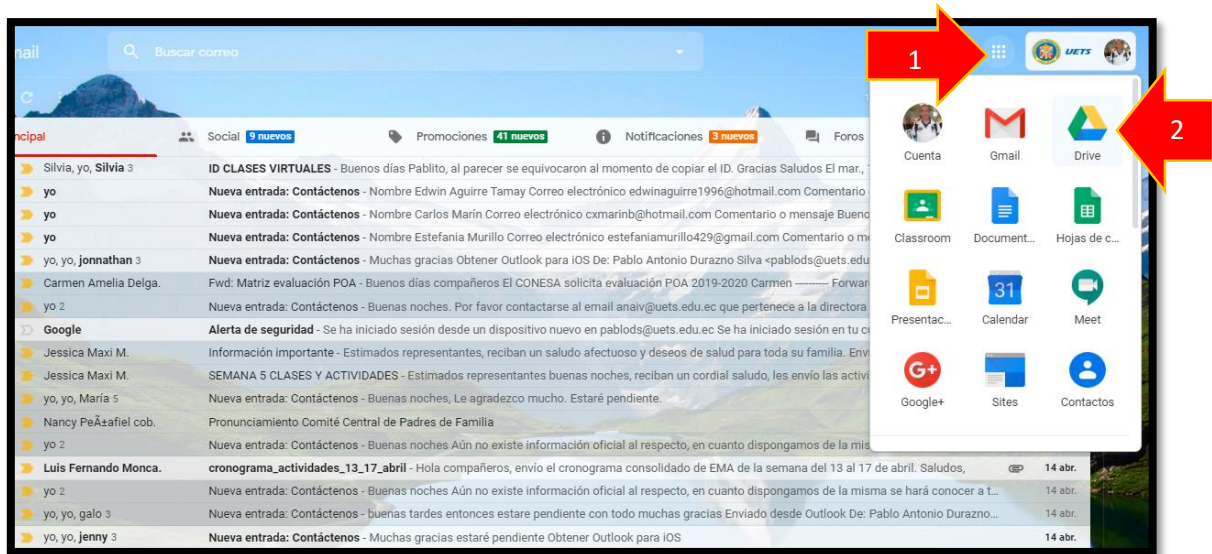 mail
Buscar correo
1
UETS
2
ncipal
Social 9 nuevos
Promociones 41 nuevos
Notificaciones 3 nuevos
Foros
Cuenta
Gmail
Drive
Classroom
Document...
Hojas de c...
Presentac...
31
Calendar
Meet
G+
Google+
Sites
Contactos
Silvia, yo, Silvia 3 ID CLASES VIRTUALES - Buenos días Pablito, al parecer se equivocaron al momento de copiar el ID. Gracias Saludos El mar.,
yo Nueva entrada: Contáctenos - Nombre Edwin Aguirre Tamay Correo electrónico edwinaguirre1996@hotmail.com Comentario
yo Nueva entrada: Contáctenos - Nombre Carlos Marín Correo electrónico cxmarinb@hotmail.com Comentario o mensaje Bueno
yo Nueva entrada: Contáctenos - Nombre Estefania Murillo Correo electrónico estefaniamurillo429@gmail.com Comentario o m
yo, yo, jonnathan 3 Nueva entrada: Contáctenos - Muchas gracias Obtener Outlook para iOS De: Pablo Antonio Durazno Silva <pablods@uets.edu
Carmen Amelia Delga. Fwd: Matriz evaluación POA - Buenos días compañeros El CONESA solicita evaluación POA 2019-2020 Carmen ---------- Forwar
yo 2 Nueva entrada: Contáctenos - Buenas noches. Por favor contactarse al email anaiv@uets.edu.ec que pertenece a la directora
Google Alerta de seguridad - Se ha iniciado sesión desde un dispositivo nuevo en pablods@uets.edu.ec Se ha iniciado sesión en tu c
Jessica Maxi M. Información importante - Estimados representantes, reciban un saludo afectuoso y deseos de salud para toda su familia. Env
Jessica Maxi M. SEMANA 5 CLASES Y ACTIVIDADES - Estimados representantes buenas noches, reciban un cordial saludo, les envío las activi
yo, yo, María 5 Nueva entrada: Contáctenos - Buenas noches, Le agradezco mucho. Estaré pendiente.
Nancy PeÃ±afiel cob. Pronunciamiento Comité Central de Padres de Familia
yo 2 Nueva entrada: Contáctenos - Buenas noches Aún no existe información oficial al respecto, en cuanto dispongamos de la mis
Luis Fernando Monca. cronograma_actividades_13_17_abril - Hola compañeros, envío el cronograma consolidado de EMA de la semana del 13 al 17 de abril. Saludos, 14 abr.
yo 2 Nueva entrada: Contáctenos - Buenas noches Aún no existe información oficial al respecto, en cuanto dispongamos de la misma se hará conocer a t... 14 abr.
yo, yo, galo 3 Nueva entrada: Contáctenos - buenas tardes entonces estare pendiente con todo muchas gracias Enviado desde Outlook De: Pablo Antonio Durazno... 14 abr.
yo, yo, jenny 3 Nueva entrada: Contáctenos - Muchas gracias estaré pendiente Obtener Outlook para iOS 14 abr.